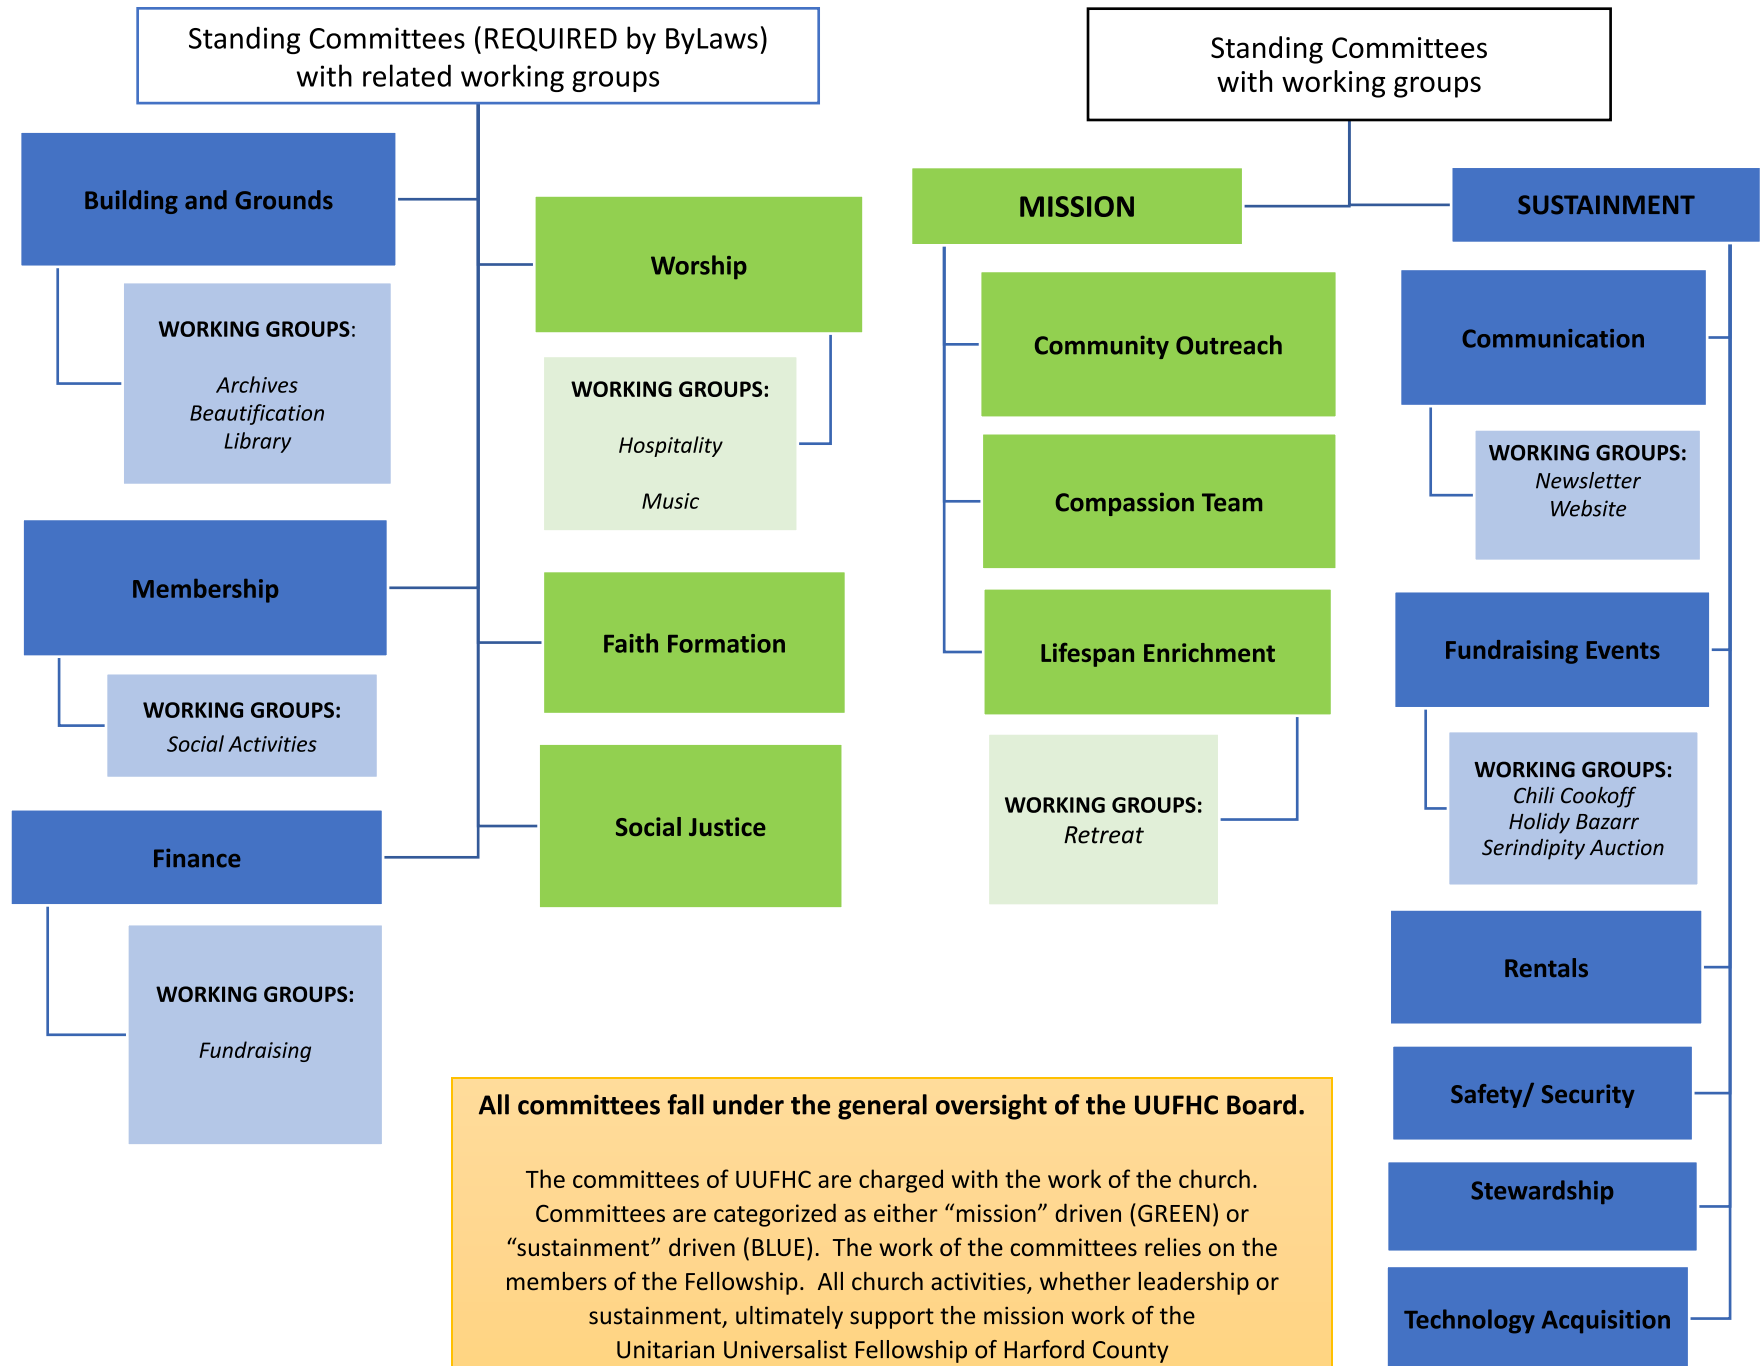 Standing Committees (REQUIRED by ByLaws)
with related working groups
Building and Grounds
WORKING GROUPS:
Archives
Beautification
Library
Membership
WORKING GROUPS:
Social Activities
Finance
WORKING GROUPS:
Fundraising
Worship
WORKING GROUPS:
Hospitality
Music
Faith Formation
Social Justice
Standing Committees
with working groups
MISSION
Community Outreach
Compassion Team
Lifespan Enrichment
WORKING GROUPS:
Retreat
SUSTAINMENT
Communication
WORKING GROUPS:
Newsletter
Website
Fundraising Events
WORKING GROUPS:
Chili Cookoff
Holidy Bazarr
Serindipity Auction
Rentals
Safety/ Security
Stewardship
Technology Acquisition
All committees fall under the general oversight of the UUFHC Board.
The committees of UUFHC are charged with the work of the church.
Committees are categorized as either “mission” driven (GREEN) or
“sustainment” driven (BLUE).  The work of the committees relies on the
members of the Fellowship.  All church activities, whether leadership or
sustainment, ultimately support the mission work of the
Unitarian Universalist Fellowship of Harford County